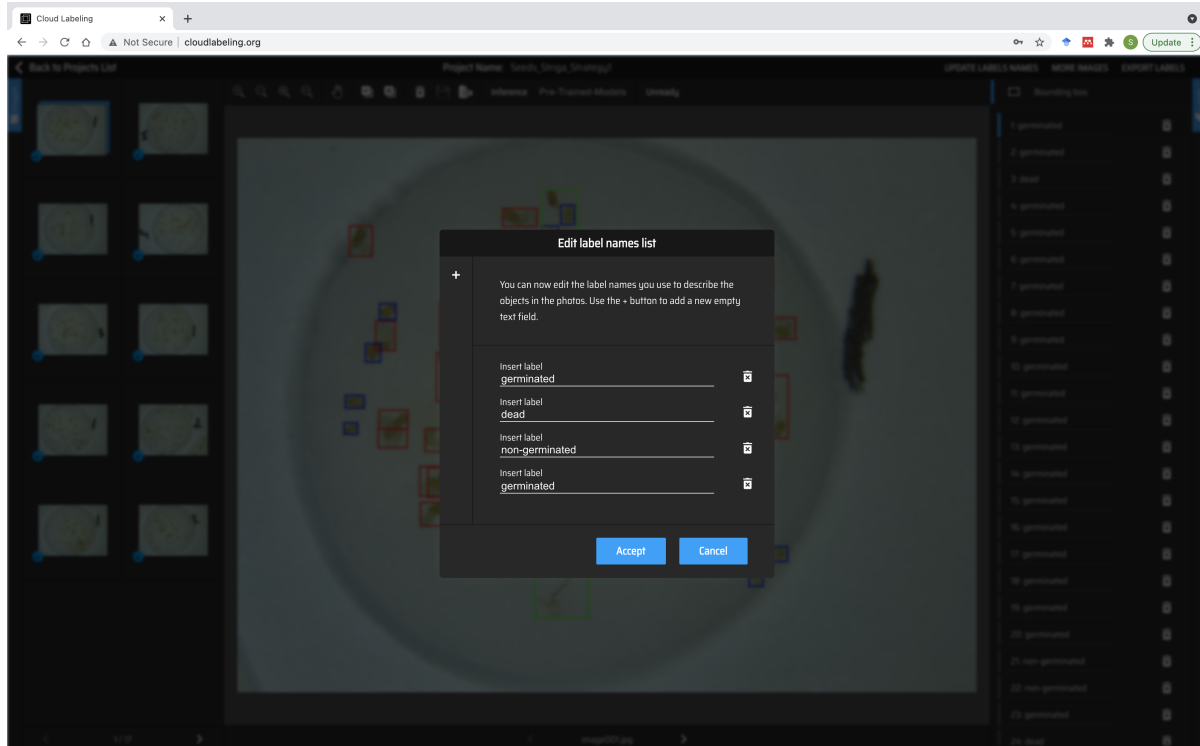 Cloud Labeling
Not Secure | cloudlabeling.org
S
Update
Back to Projects List
Project Name: Seeds_Striga_Strategy1
UPDATE LABELS NAMES
MORE IMAGES
EXPORT LABELS
Inference
Pre-Trained-Models
Unready
Bounding box
1: germinated
2: germinated
3: dead
4: germinated
5: germinated
6: germinated
7: germinated
8: germinated
9: germinated
10: germinated
11: germinated
12: germinated
13: germinated
14: germinated
15: germinated
16: germinated
17: germinated
18: germinated
19: germinated
20: germinated
21: non-germinated
22: non-germinated
23: germinated
24: dead
Edit label names list
+
You can now edit the label names you use to describe the
objects in the photos. Use the + button to add a new empty
text field.
Insert label
germinated
Insert label
dead
Insert label
non-germinated
Insert label
germinated
Accept
Cancel
image001.jpg